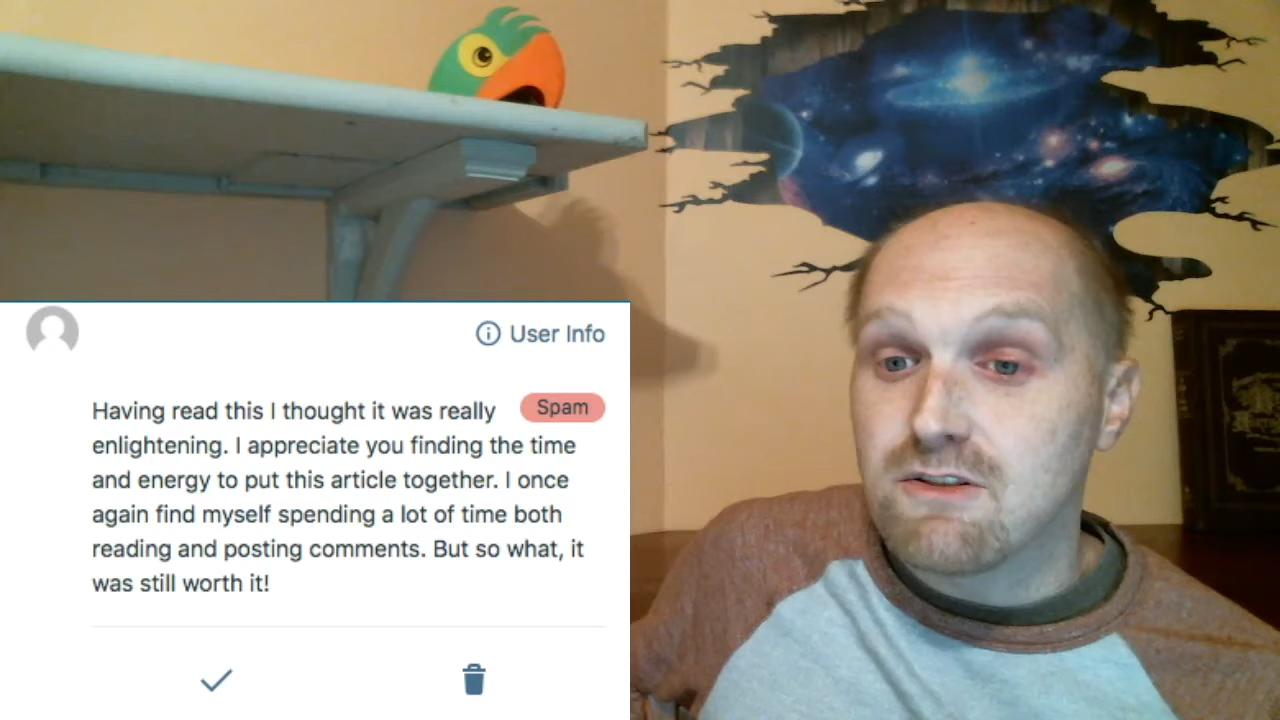 User Info
Having read this I thought it was really
Spam
enlightening. I appreciate you finding the time
and energy to put this article together. I once
again find myself spending a lot of time both
reading and posting comments. But so what, it
was still worth it!